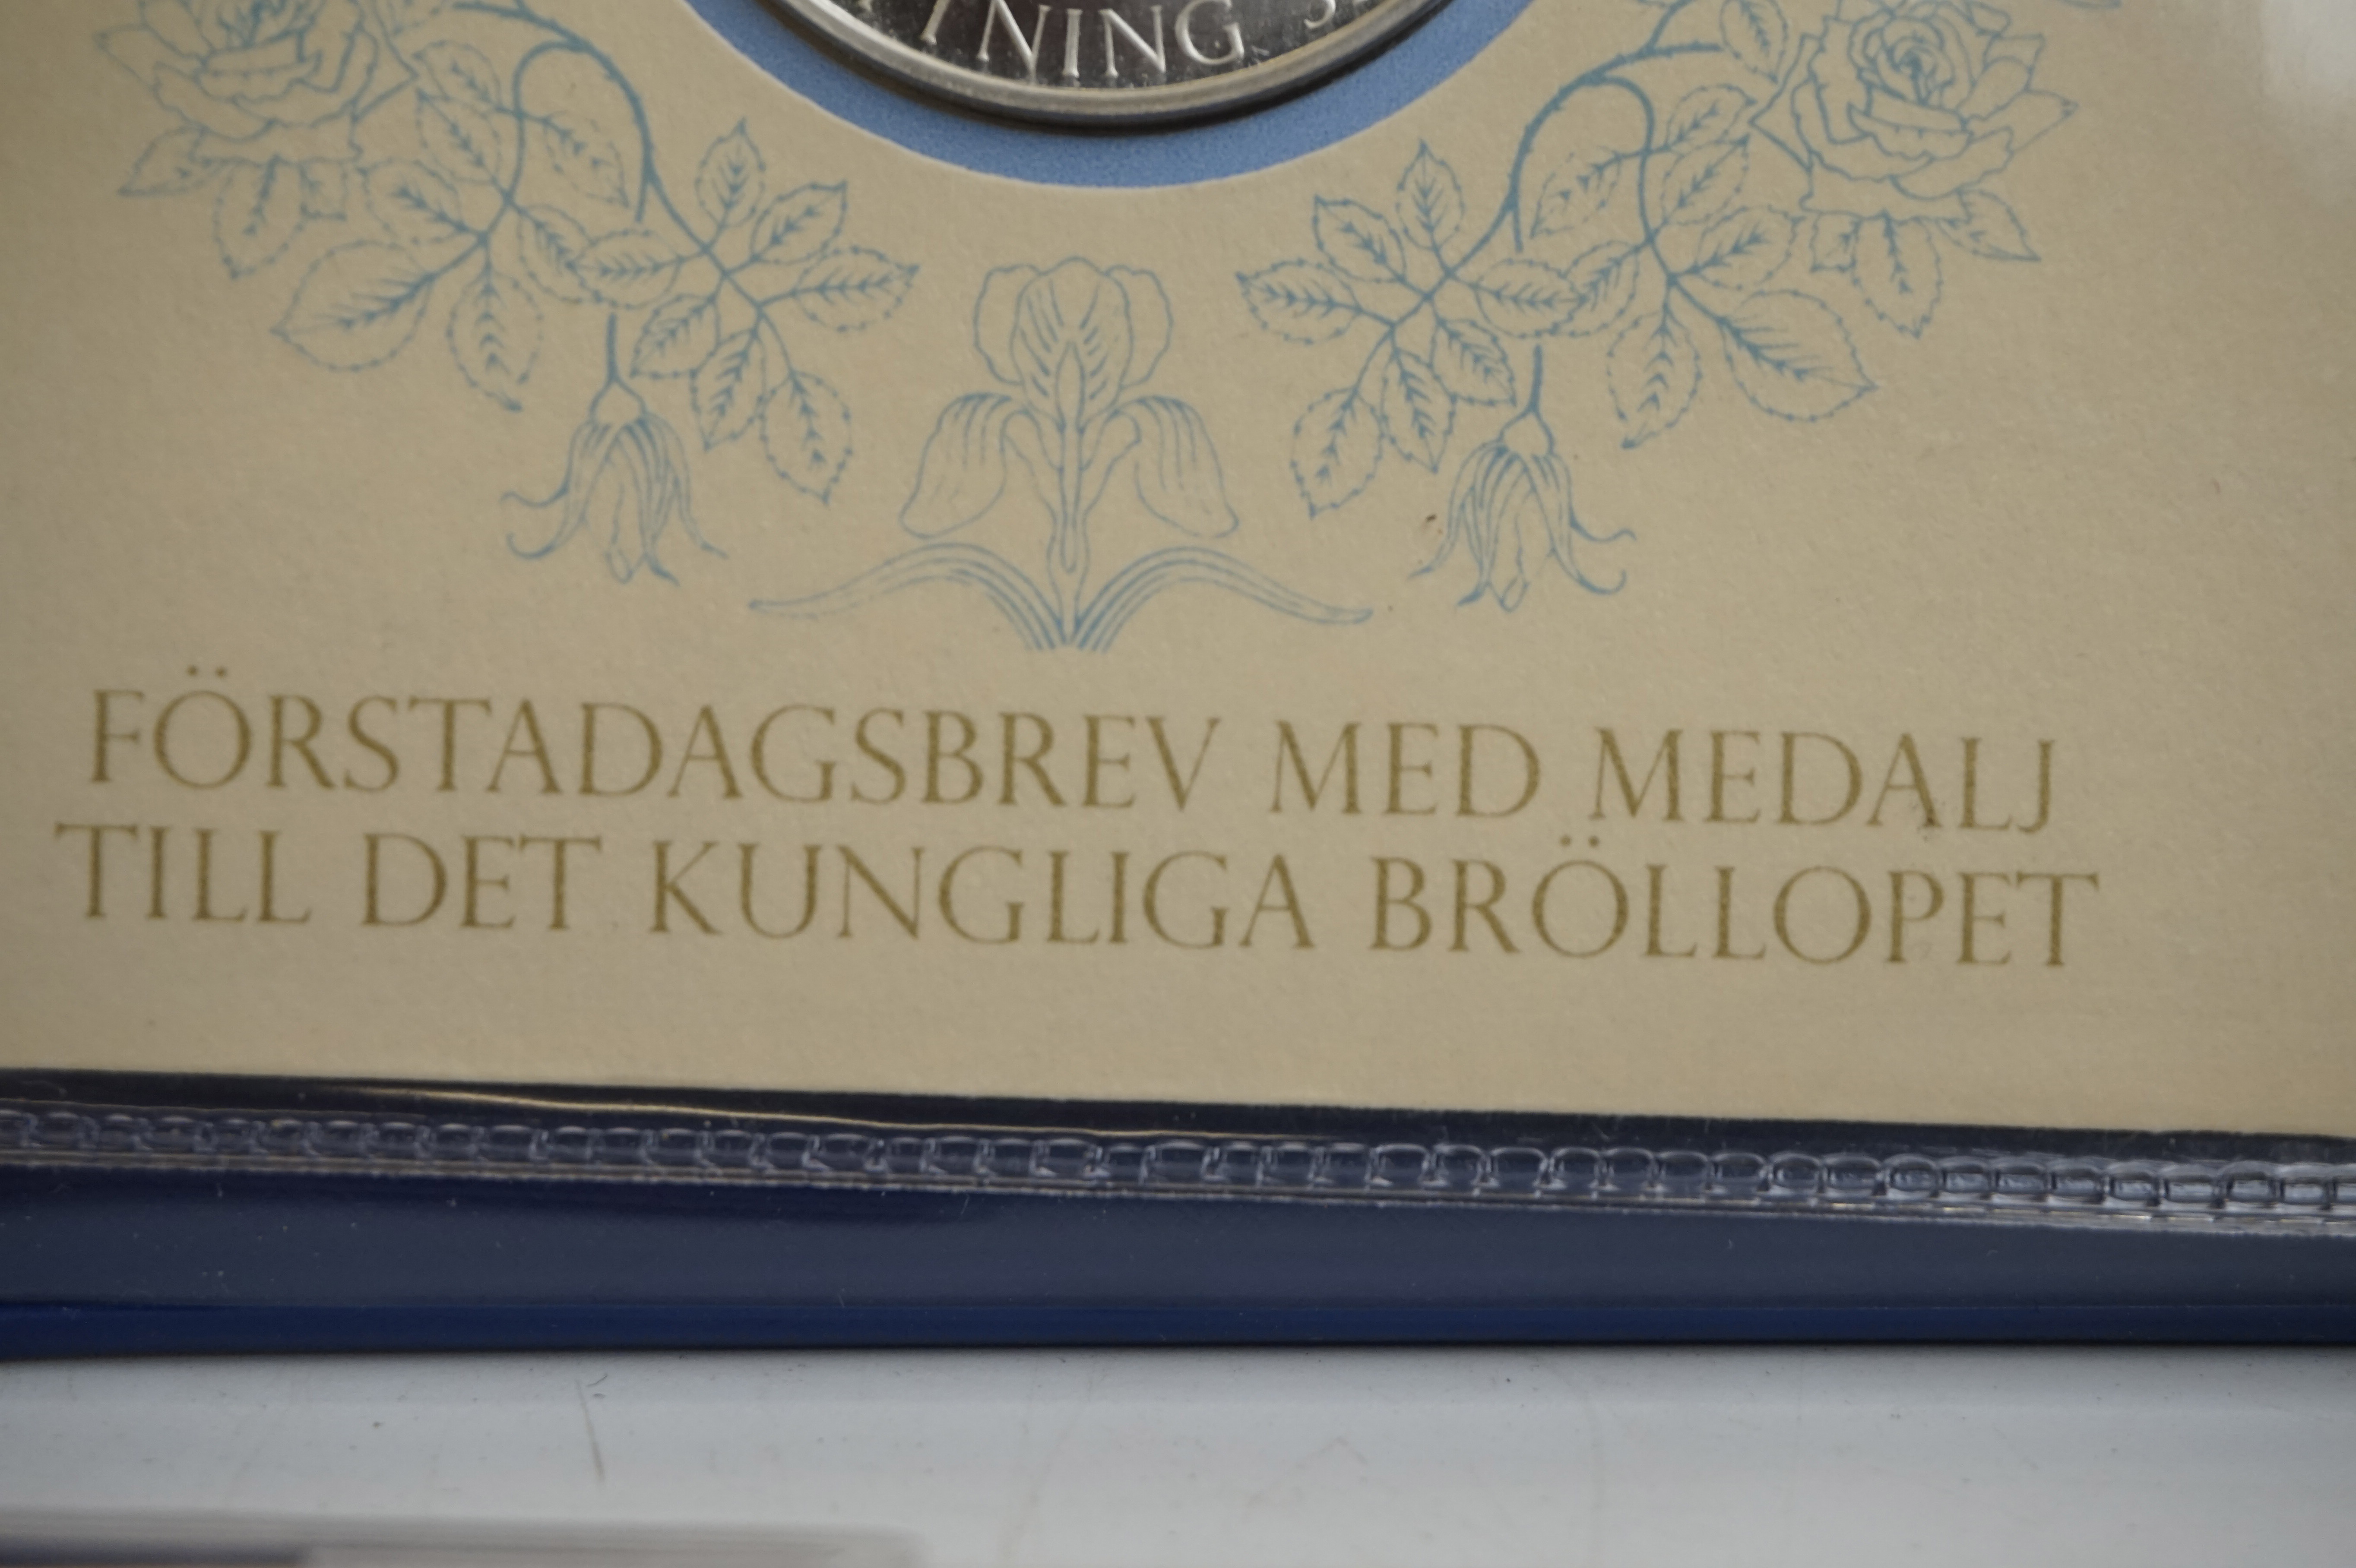 FÖRSTADAGSBREV MED MEDALJ
TILL DET KUNGLIGA BRÖLLOPET